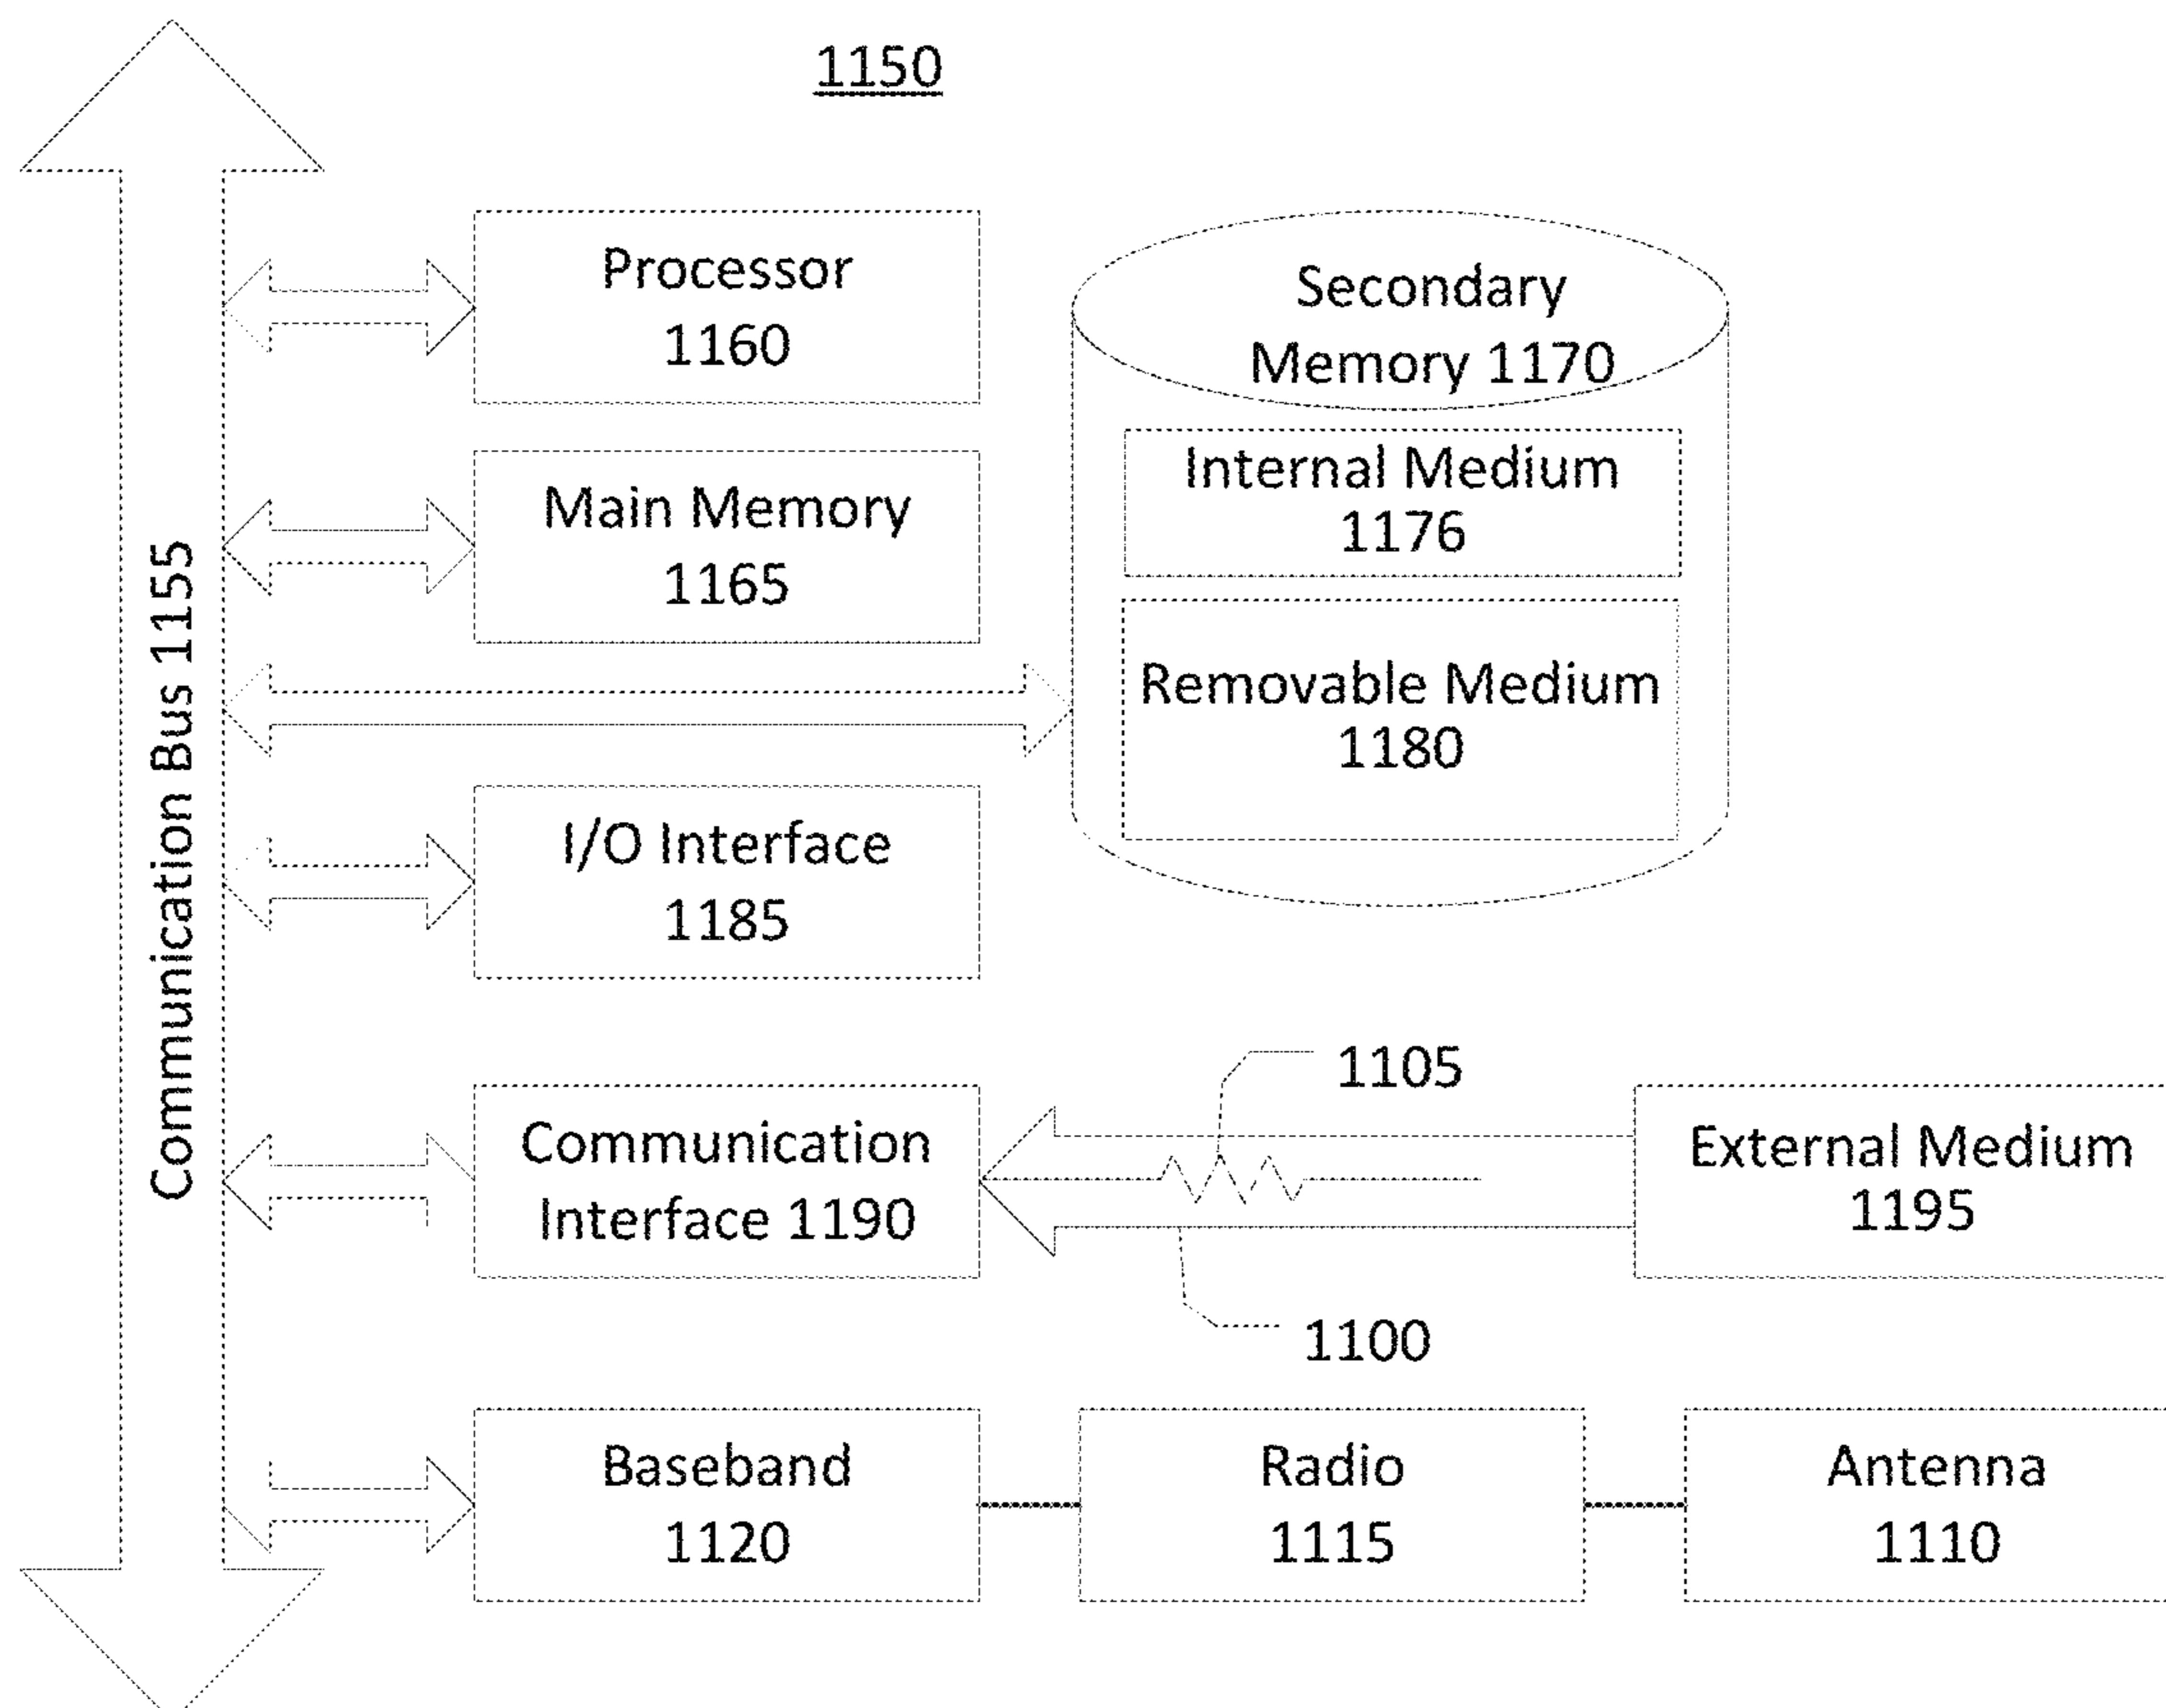 1150
Communication Bus 1155
Processor
1160
Secondary
Memory 1170
Internal Medium
1176
Main Memory
1165
Removable Medium
1180
I/O Interface
1185
1105
Communication
Interface 1190
External Medium
1195
1100
Baseband
1120
Radio
1115
Antenna
1110